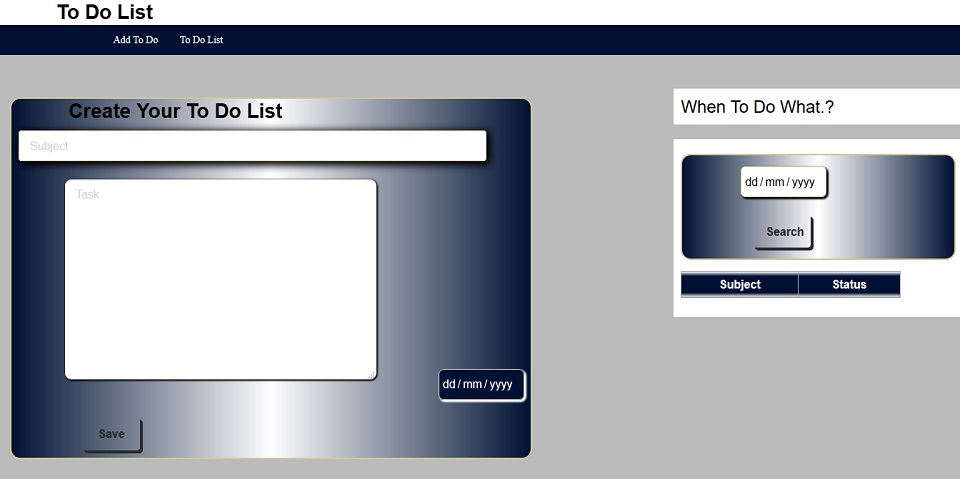 To Do List
Add To Do To Do List
Create Your To Do List
Subject
Task
dd / mm / yyyy
Save
When To Do What.?
dd / mm / yyyy
Search
Subject Status